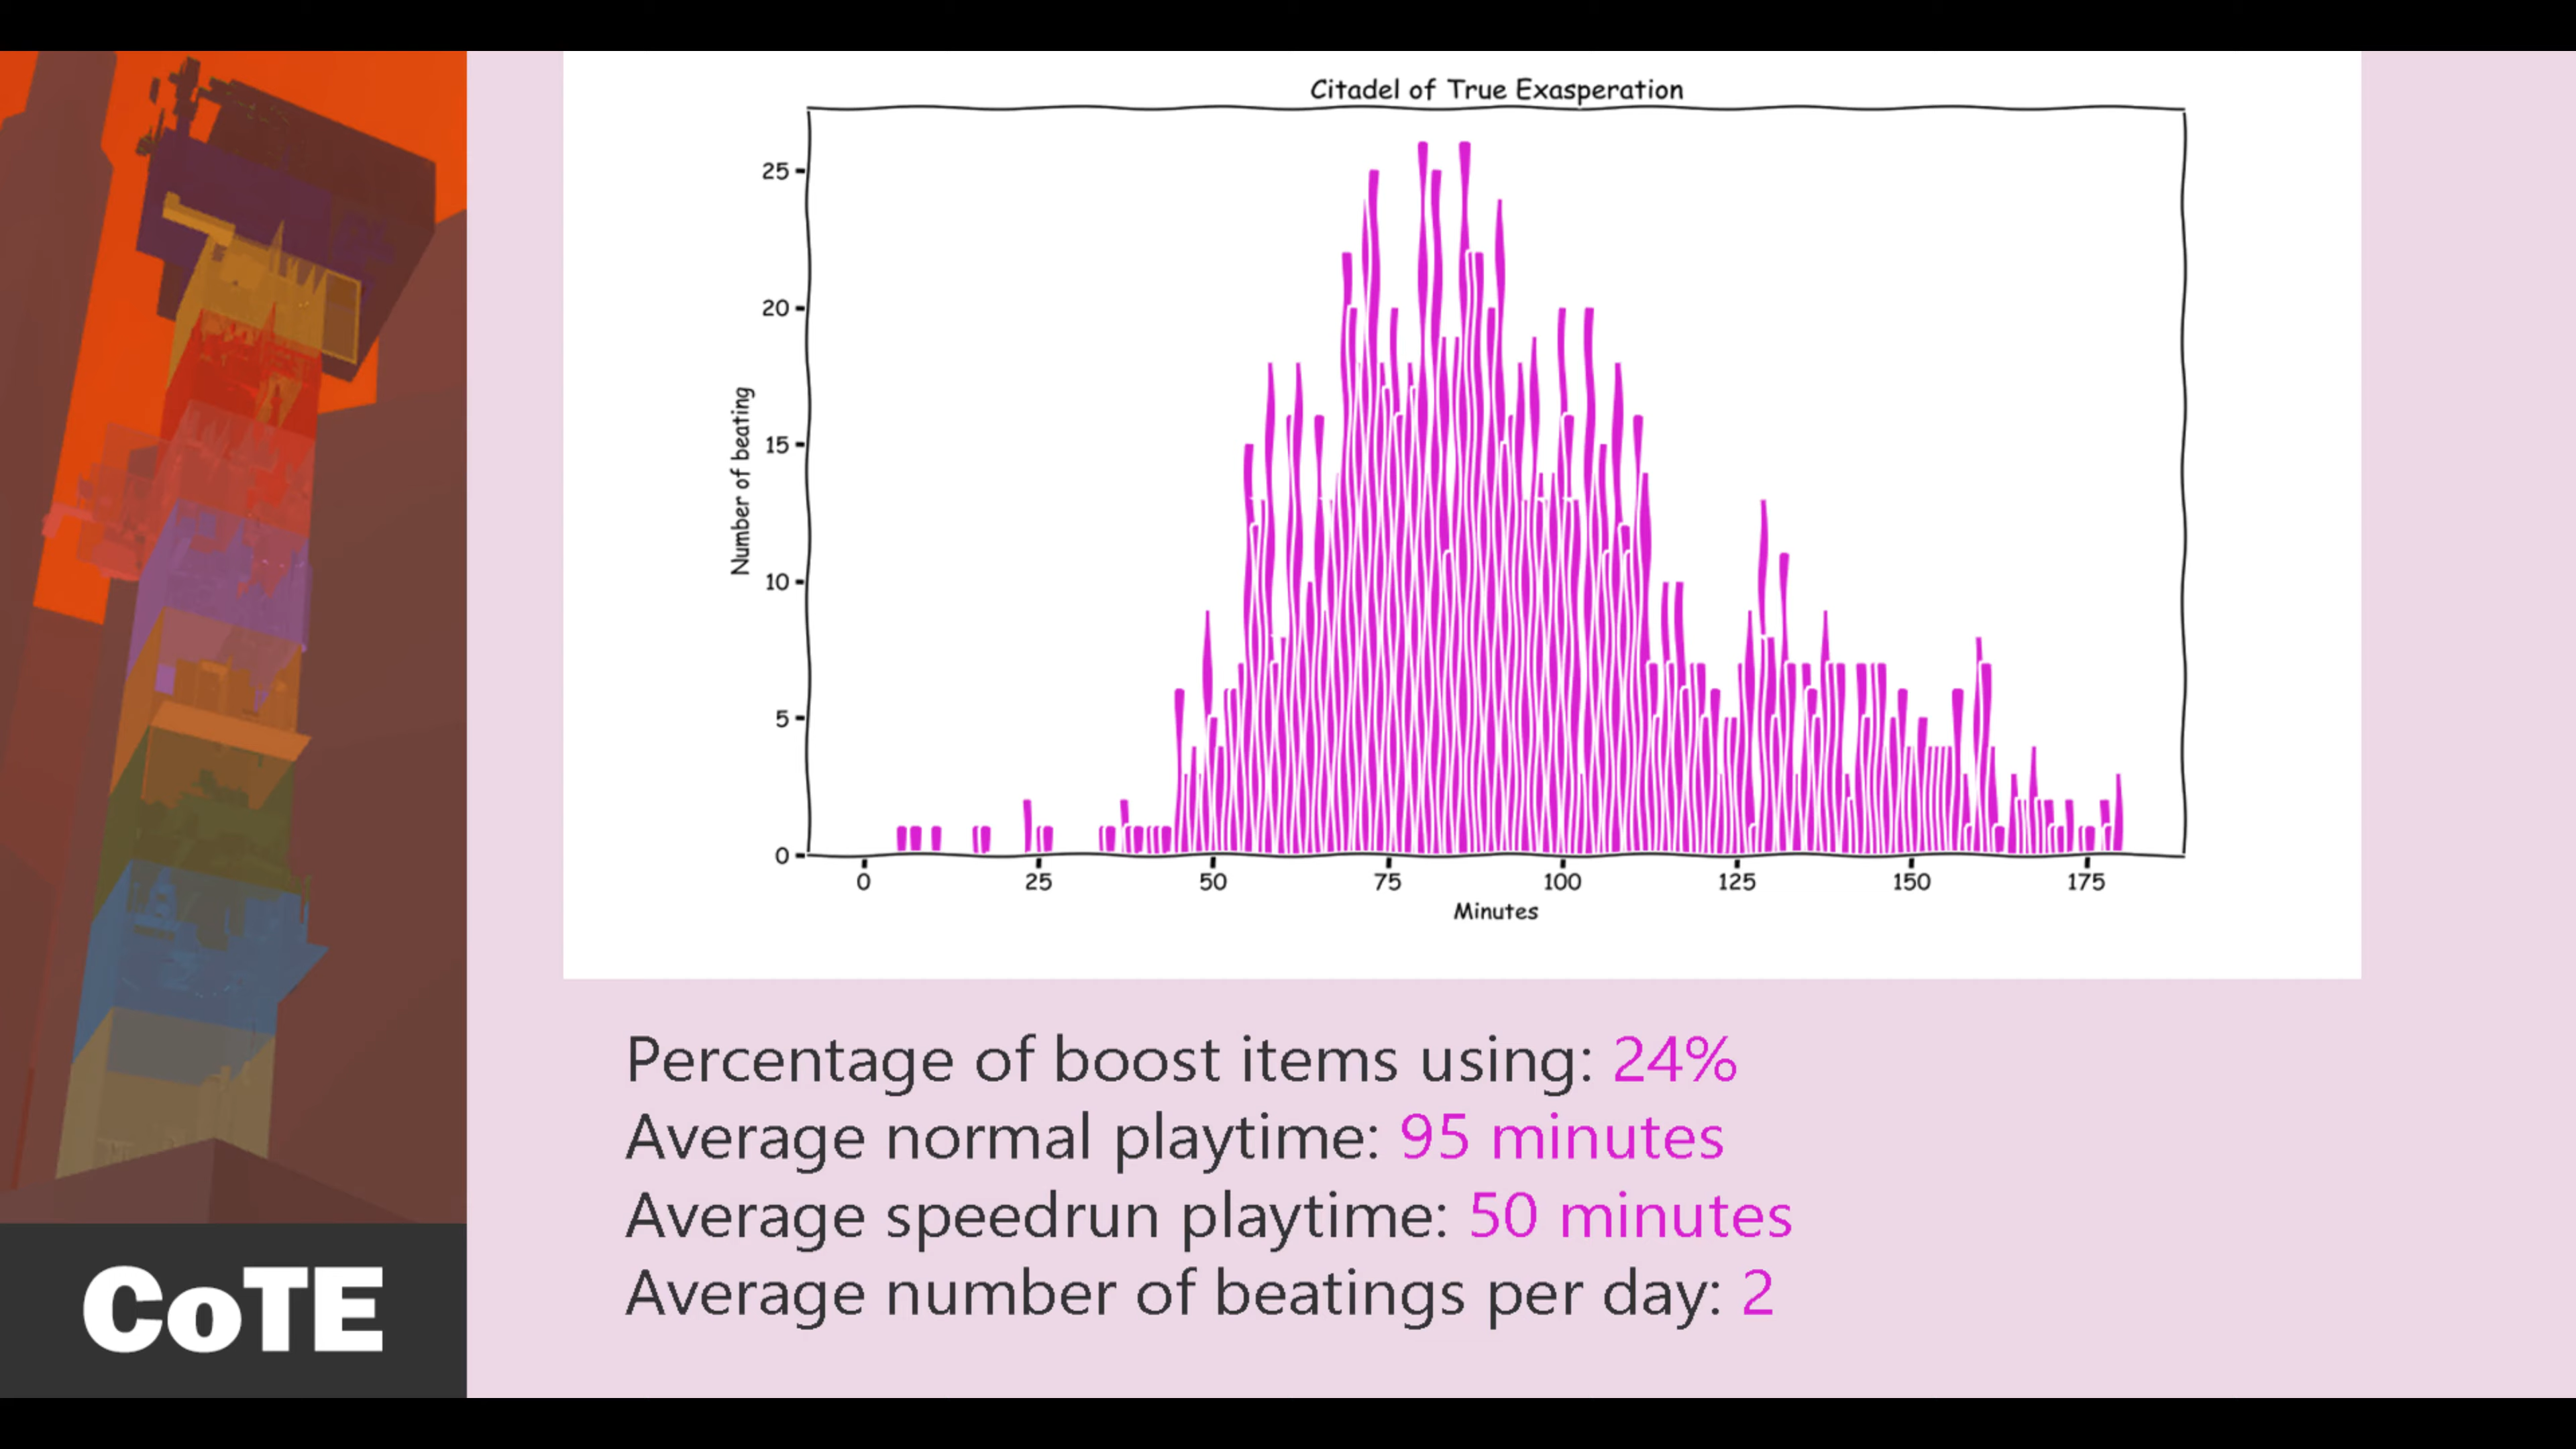 Citadel of True Exasperation
Number of beating
25
20
15
10
5
0
0 25 50 75 100 125 150 175
Minutes
Percentage of boost items using: 24%
Average normal playtime: 95 minutes
Average speedrun playtime: 50 minutes
Average number of beatings per day: 2
CoTE